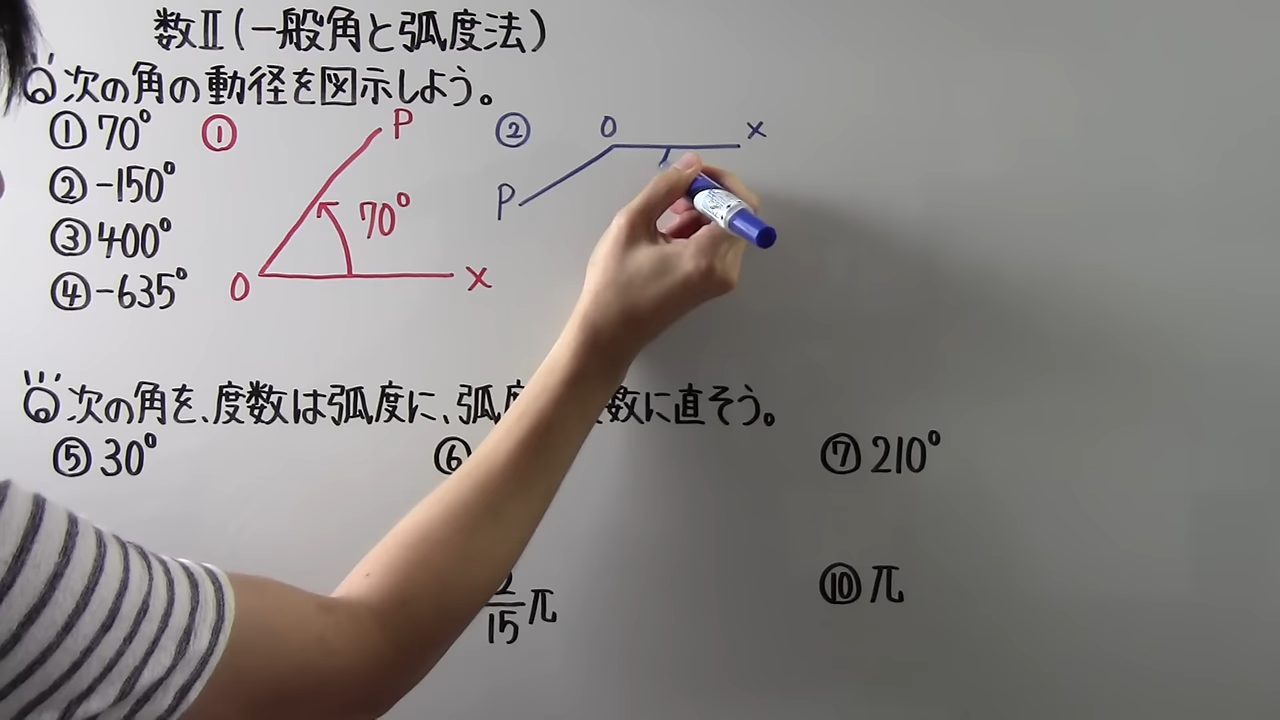 数Ⅱ(一般角と弧度法)
Q 次の角の動径を図示しよう。
① 70°
② -150°
③ 400°
④ -635°
①
P
70°
O
X
②
O
X
P
Q 次の角を、度数は弧度に、弧度 数に直そう。
⑤ 30°
⑥
⑦ 210°
15 π
⑩ π